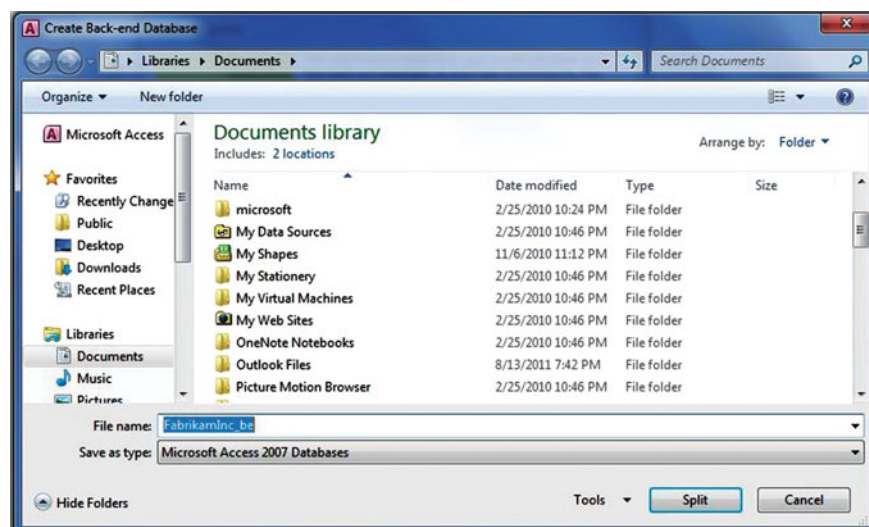 Create Back-end Database
Libraries Documents
Search Documents
Organize New folder
Microsoft Access
Favorites
Recently Change
Public
Desktop
Downloads
Recent Places
Libraries
Documents
Music
Pictures
Documents library
Includes: 2 locations
Arrange by: Folder
Name Date modified Type Size
microsoft 2/25/2010 10:24 PM File folder
My Data Sources 2/25/2010 10:46 PM File folder
My Shapes 11/6/2010 11:12 PM File folder
My Stationery 2/25/2010 10:46 PM File folder
My Virtual Machines 2/25/2010 10:46 PM File folder
My Web Sites 2/25/2010 10:46 PM File folder
OneNote Notebooks 2/25/2010 10:46 PM File folder
Outlook Files 8/13/2011 7:42 PM File folder
Picture Motion Browser 2/25/2010 10:46 PM File folder
File name: FabrikamInc_be
Save as type: Microsoft Access 2007 Databases
Hide Folders Tools Split Cancel